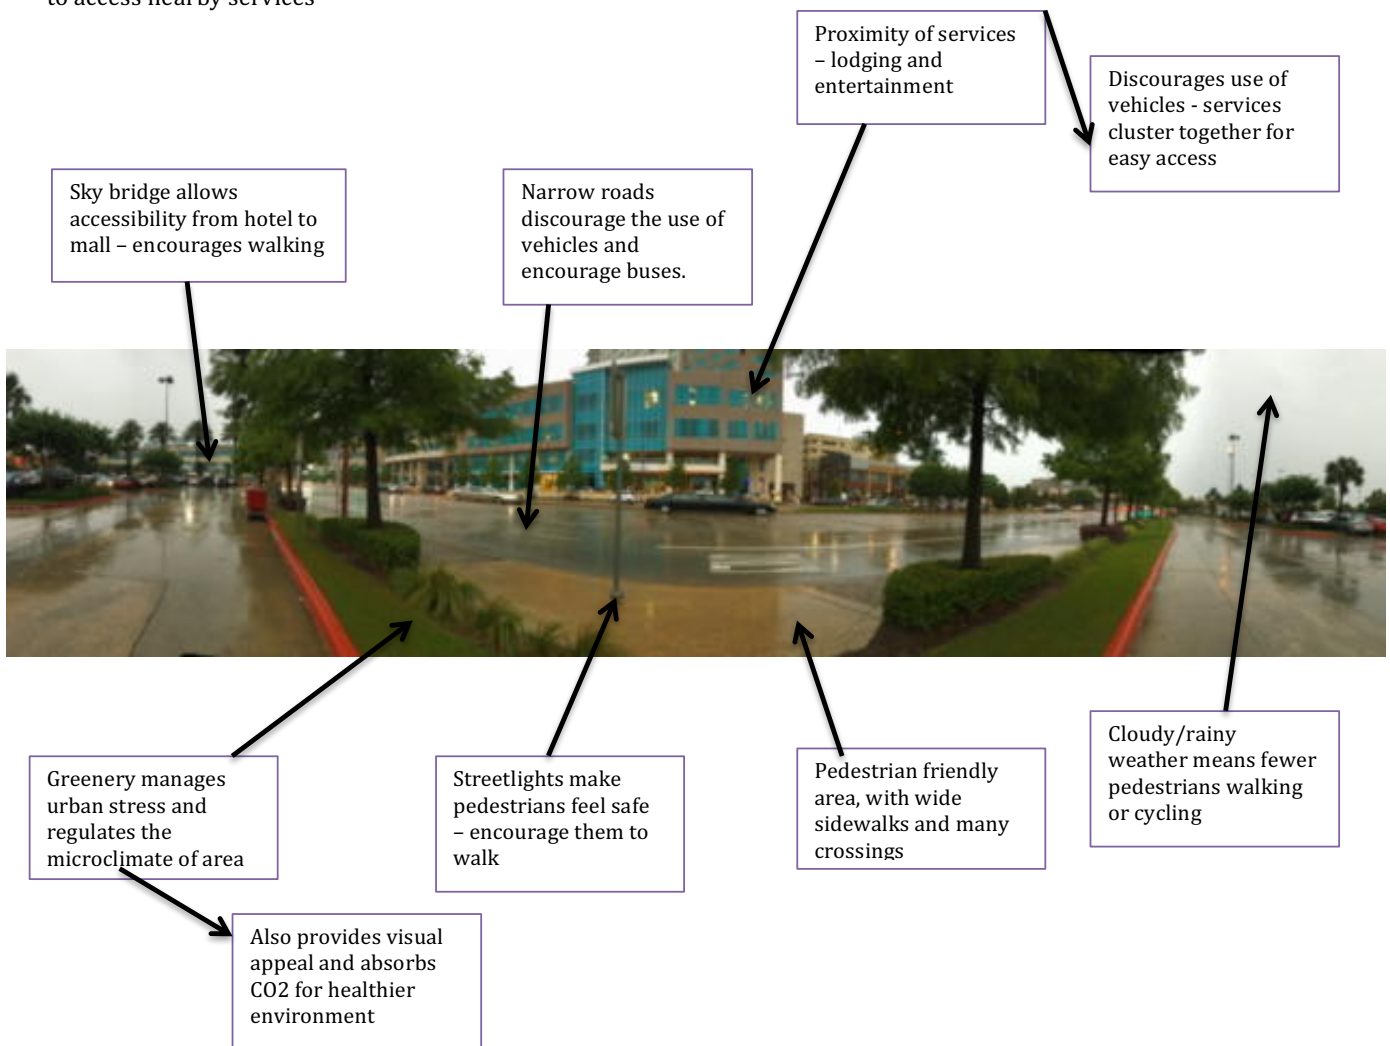 to access nearby services
Proximity of services
– lodging and
entertainment
Discourages use of
vehicles - services
cluster together for
easy access
Sky bridge allows
accessibility from hotel to
mall – encourages walking
Narrow roads
discourage the use of
vehicles and
encourage buses.
Greenery manages
urban stress and
regulates the
microclimate of area
Streetlights make
pedestrians feel safe
– encourage them to
walk
Pedestrian friendly
area, with wide
sidewalks and many
crossings
Cloudy/rainy
weather means fewer
pedestrians walking
or cycling
Also provides visual
appeal and absorbs
CO2 for healthier
environment